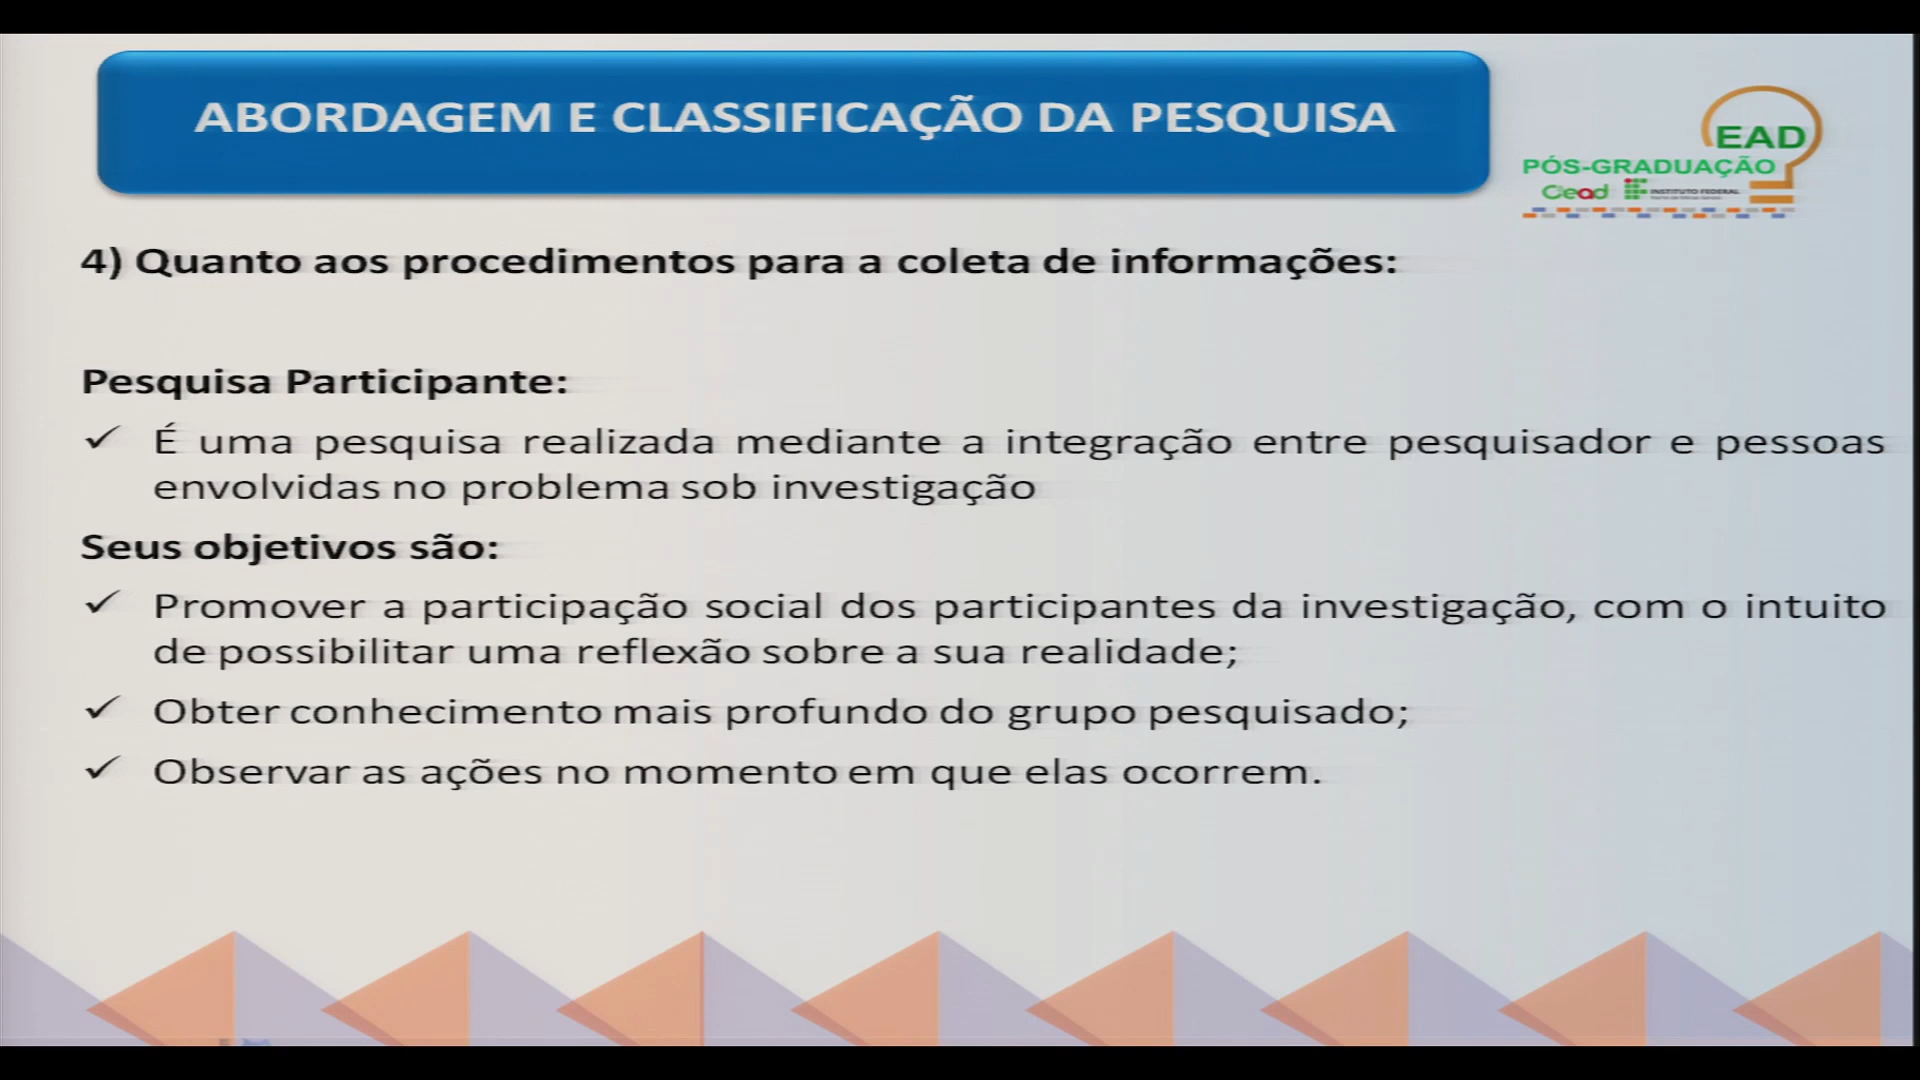 ABORDAGEM E CLASSIFICAÇÃO DA PESQUISA
EAD
PÓS-GRADUAÇÃO
Cead INSTITUTO FEDERAL
4) Quanto aos procedimentos para a coleta de informações:
Pesquisa Participante:
✓ É uma pesquisa realizada mediante a integração entre pesquisador e pessoas
envolvidas no problema sob investigação
Seus objetivos são:
✓ Promover a participação social dos participantes da investigação, com o intuito
de possibilitar uma reflexão sobre a sua realidade;
✓ Obter conhecimento mais profundo do grupo pesquisado;
✓ Observar as ações no momento em que elas ocorrem.